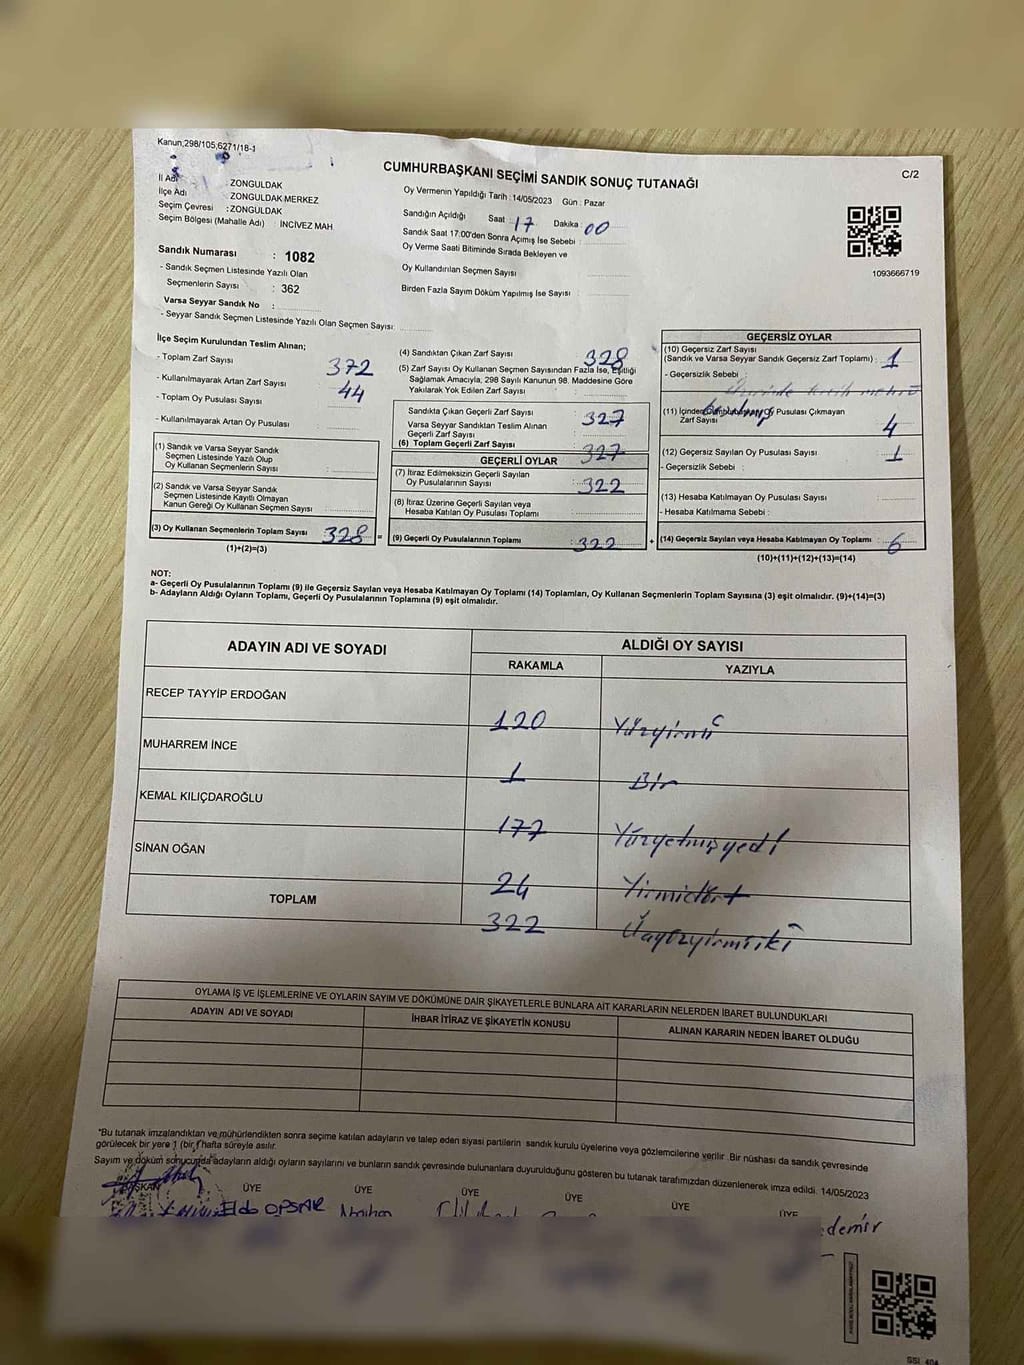 Kanun,298/105,6271/18-1
CUMHURBAŞKANI SEÇİMİ SANDIK SONUÇ TUTANAĞI
C/2
İl Adı : ZONGULDAK
İlçe Adı : ZONGULDAK MERKEZ
Seçim Çevresi : ZONGULDAK
Seçim Bölgesi (Mahalle Adı) İNCİVEZ MAH
Sandık Numarası : 1082
- Sandık Seçmen Listesinde Yazılı Olan
Seçmenlerin Sayısı : 362
Varsa Seyyar Sandık No :
- Seyyar Sandık Seçmen Listesinde Yazılı Olan Seçmen Sayısı:
Oy Vermenin Yapıldığı Tarih : 14/05/2023 Gün : Pazar
Sandığın Açıldığı Saat : 17 Dakika : 00
Sandık Saat 17:00'den Sonra Açımış İse Sebebi :
Oy Verme Saati Bitiminde Sırada Bekleyen ve
Oy Kullandırılan Seçmen Sayısı
Birden Fazla Sayım Döküm Yapılmış İse Sayısı :
1093666719
İlçe Seçim Kurulundan Teslim Alınan;
- Toplam Zarf Sayısı 372
- Kullanılmayarak Artan Zarf Sayısı 44
- Toplam Oy Pusulası Sayısı
- Kullanılmayarak Artan Oy Pusulası :
(1) Sandık ve Varsa Seyyar Sandık
Seçmen Listesinde Yazılı Olup
Oy Kullanan Seçmenlerin Sayısı :
(2) Sandık ve Varsa Seyyar Sandık
Seçmen Listesinde Kayıtlı Olmayan
Kanun Gereği Oy Kullanan Seçmen Sayısı :
(3) Oy Kullanan Seçmenlerin Toplam Sayısı 328 =
(1)+(2)=(3)
(4) Sandıktan Çıkan Zarf Sayısı 328
(5) Zarf Sayısı Oy Kullanan Seçmen Sayısından Fazla İse, Eşitliği
Sağlamak Amacıyla, 298 Sayılı Kanunun 98. Maddesine Göre
Yakılarak Yok Edilen Zarf Sayısı :
Sandıkta Çıkan Geçerli Zarf Sayısı 327
Varsa Seyyar Sandıktan Teslim Alınan
Geçerli Zarf Sayısı
(6) Toplam Geçerli Zarf Sayısı 327
GEÇERLİ OYLAR
(7) İtiraz Edilmeksizin Geçerli Sayılan
Oy Pusulalarının Sayısı : 322
(8) İtiraz Üzerine Geçerli Sayılan veya
Hesaba Katılan Oy Pusulası Toplamı
(9) Geçerli Oy Pusulalarının Toplamı : 322 +
GEÇERSİZ OYLAR
(10) Geçersiz Zarf Sayısı
(Sandık ve Varsa Seyyar Sandık Geçersiz Zarf Toplamı) : 1
- Geçersizlik Sebebi :
(11) İçinden Oy Pusulası Çıkmayan
Zarf Sayısı 4
(12) Geçersiz Sayılan Oy Pusulası Sayısı : 1
- Geçersizlik Sebebi :
(13) Hesaba Katılmayan Oy Pusulası Sayısı
- Hesaba Katılmama Sebebi :
(14) Geçersiz Sayılan veya Hesaba Katılmayan Oy Toplamı : 6
(10)+(11)+(12)+(13)=(14)
NOT:
a- Geçerli Oy Pusulalarının Toplamı (9) ile Geçersiz Sayılan veya Hesaba Katılmayan Oy Toplamı (14) Toplamları, Oy Kullanan Seçmenlerin Toplam Sayısına (3) eşit olmalıdır. (9)+(14)=(3)
b- Adayların Aldığı Oyların Toplamı, Geçerli Oy Pusulalarının Toplamına (9) eşit olmalıdır.
ADAYIN ADI VE SOYADI ALDIĞI OY SAYISI
RAKAMLA YAZIYLA
RECEP TAYYİP ERDOĞAN 120 Yüzyirmi
MUHARREM İNCE 1 Bir
KEMAL KILIÇDAROĞLU 177 Yüzyetmişyedi
SİNAN OĞAN 24 Yirmidört
TOPLAM 322 Üçyüzyirmiiki
OYLAMA İŞ VE İŞLEMLERİNE VE OYLARIN SAYIM VE DÖKÜMÜNE DAİR ŞİKAYETLERLE BUNLARA AİT KARARLARIN NELERDEN İBARET BULUNDUKLARI
ADAYIN ADI VE SOYADI İHBAR İTİRAZ VE ŞİKAYETİN KONUSU ALINAN KARARIN NEDEN İBARET OLDUĞU
*Bu tutanak imzalandıktan ve mühürlendikten sonra seçime katılan adayların ve talep eden siyasi partilerin sandık kurulu üyelerine veya gözlemcilerine verilir. Bir nüshası da sandık çevresinde
görülecek bir yere 1 (bir) hafta süreyle asılır.
Sayım ve döküm sonucunda adayların aldığı oyların sayılarını ve bunların sandık çevresinde bulunanlara duyurulduğunu gösteren bu tutanak tarafımızdan düzenlenerek imza edildi. 14/05/2023
BAŞKAN ÜYE ÜYE ÜYE ÜYE ÜYE ÜYE